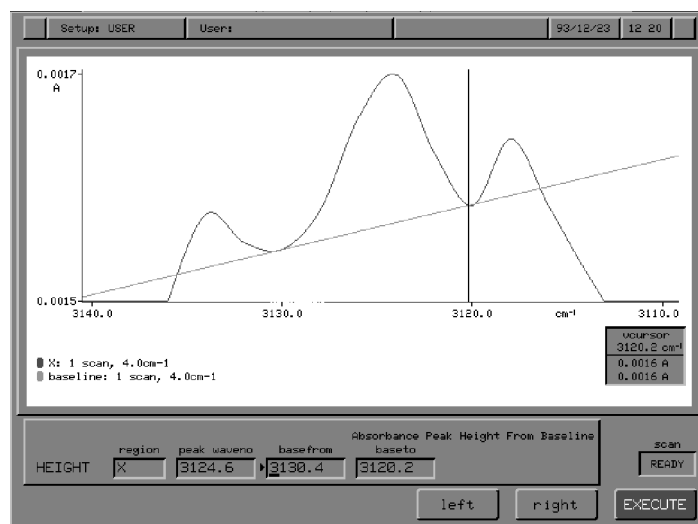 Setup: USER User: 93/12/23 12 20
0.0017
A
0.0015
3140.0 3130.0 3120.0 cm-1 3110.0
vcursor
3120.2 cm-1
0.0016 A
0.0016 A
X: 1 scan, 4.0cm-1
baseline: 1 scan, 4.0cm-1
Absorbance Peak Height From Baseline
region peak waveno basefrom baseto
HEIGHT X 3124.6 3130.4 3120.2
scan
READY
left right EXECUTE